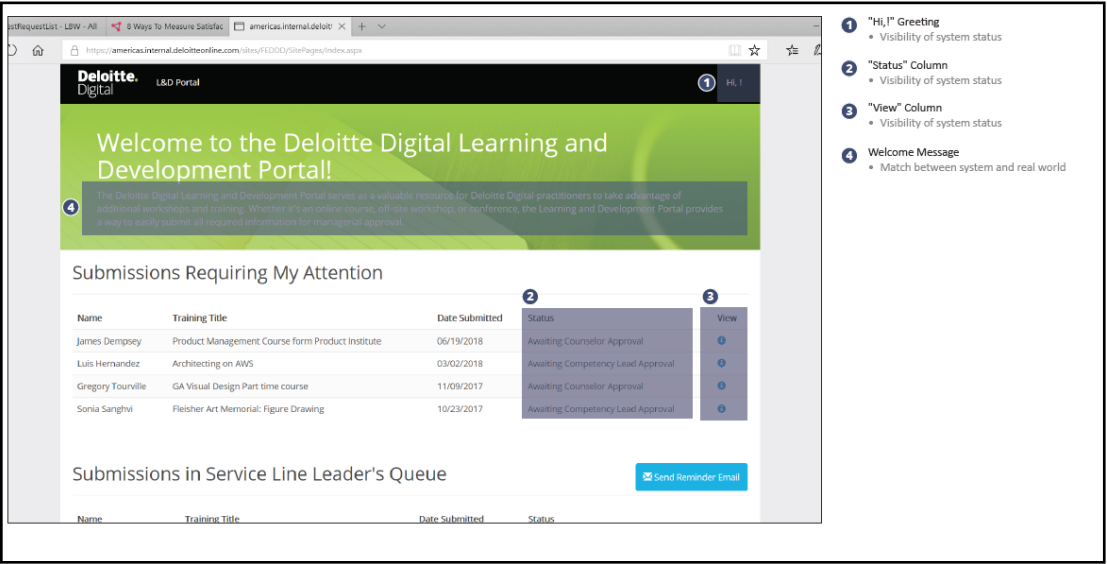 estRequestList - LBW - All
8 Ways To Measure Satisfac
americas.internal.deloitt
https://americas.internal.deloitteonline.com/sites/FEDDD/SitePages/Index.aspx
Deloitte.
Digital
L&D Portal
1
Hi, !
Welcome to the Deloitte Digital Learning and
Development Portal!
4
The Deloitte Digital Learning and Development Portal serves as a valuable resource for Deloitte Digital practitioners to take advantage of
additional workshops and training. Whether it's an online course, off-site workshop, or conference, the Learning and Development Portal provides
a way to easily submit all required information for managerial approval.
Submissions Requiring My Attention
2
3
Name Training Title Date Submitted Status View
James Dempsey Product Management Course form Product Institute 06/19/2018 Awaiting Counselor Approval
Luis Hernandez Architecting on AWS 03/02/2018 Awaiting Competency Lead Approval
Gregory Tourville GA Visual Design Part time course 11/09/2017 Awaiting Counselor Approval
Sonia Sanghvi Fleisher Art Memorial: Figure Drawing 10/23/2017 Awaiting Competency Lead Approval
Submissions in Service Line Leader's Queue
Send Reminder Email
Name Training Title Date Submitted Status
1 "Hi,!" Greeting
• Visibility of system status
2 "Status" Column
• Visibility of system status
3 "View" Column
• Visibility of system status
4 Welcome Message
• Match between system and real world